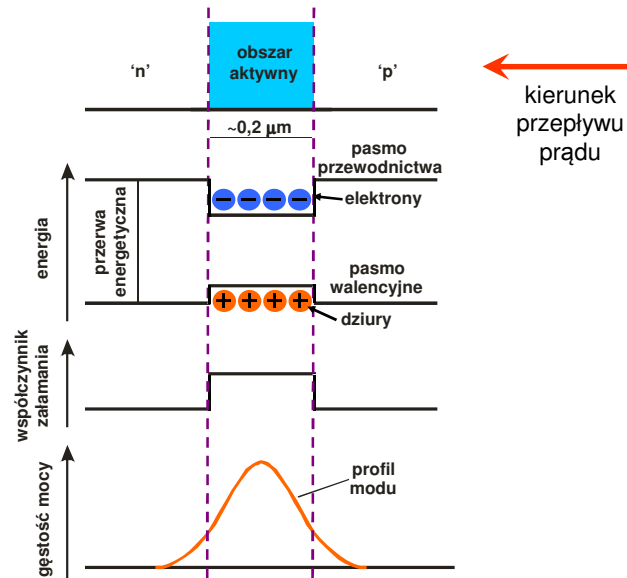 ‘n’
obszar
aktywny
‘p’
kierunek
przepływu
prądu
~0,2 μm
pasmo
przewodnictwa
elektrony
energia
przerwa
energetyczna
pasmo
walencyjne
dziury
współczynnik
załamania
gęstość mocy
profil
modu